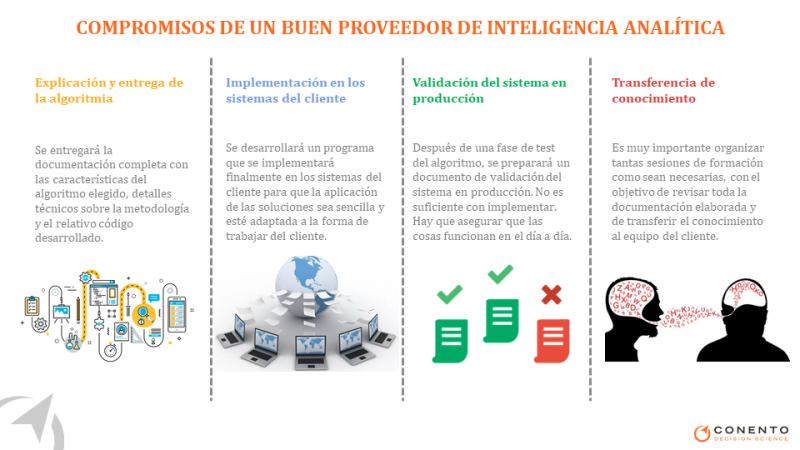 COMPROMISOS DE UN BUEN PROVEEDOR DE INTELIGENCIA ANALÍTICA
Explicación y entrega de
la algoritmia
Se entregará la
documentación completa con
las características del
algoritmo elegido, detalles
técnicos sobre la metodología
y el relativo código
desarrollado.
Implementación en los
sistemas del cliente
Se desarrollará un programa
que se implementará
finalmente en los sistemas del
cliente para que la aplicación
de las soluciones sea sencilla y
esté adaptada a la forma de
trabajar del cliente.
Validación del sistema en
producción
Después de una fase de test
del algoritmo, se preparará un
documento de validación del
sistema en producción. No es
suficiente con implementar.
Hay que asegurar que las
cosas funcionan en el día a día.
Transferencia de
conocimiento
Es muy importante organizar
tantas sesiones de formación
como sean necesarias, con el
objetivo de revisar toda la
documentación elaborada y
de transferir el conocimiento
al equipo del cliente.
CONENTO
DECISION SCIENCE